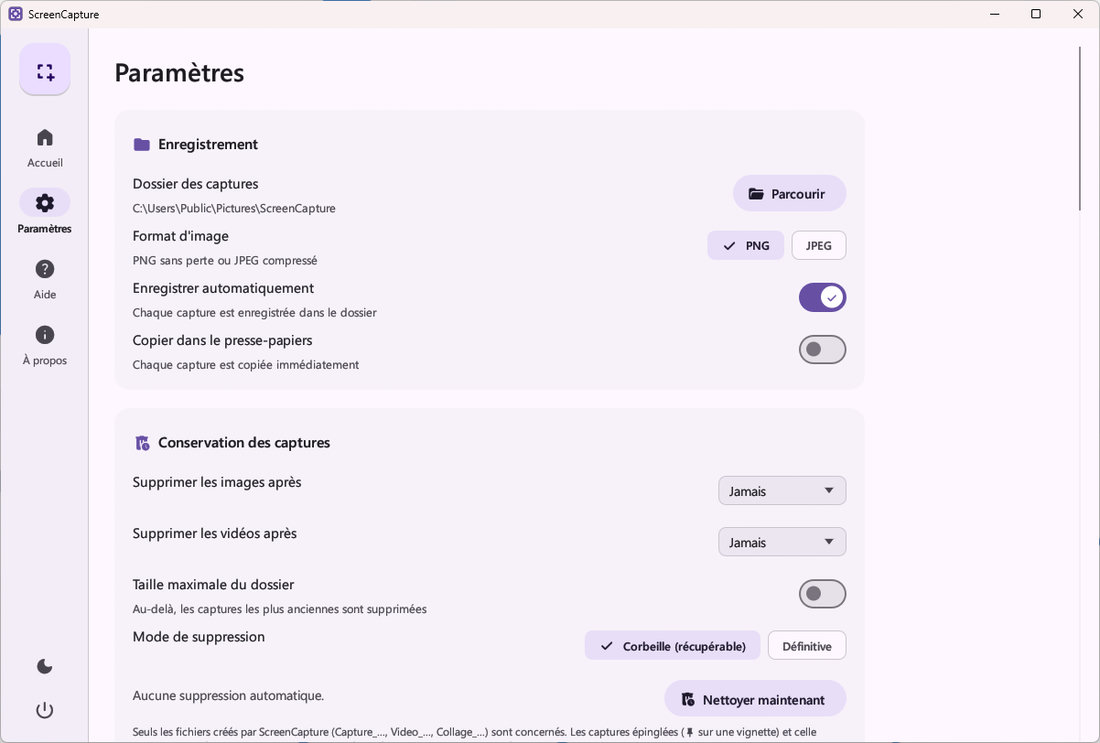 ScreenCapture
Paramètres
Enregistrement
Dossier des captures
C:\Users\Public\Pictures\ScreenCapture
Parcourir
Format d'image
PNG sans perte ou JPEG compressé
PNG
JPEG
Enregistrer automatiquement
Chaque capture est enregistrée dans le dossier
Copier dans le presse-papiers
Chaque capture est copiée immédiatement
Conservation des captures
Supprimer les images après
Jamais
Supprimer les vidéos après
Jamais
Taille maximale du dossier
Au-delà, les captures les plus anciennes sont supprimées
Mode de suppression
Corbeille (récupérable)
Définitive
Aucune suppression automatique.
Nettoyer maintenant
Seuls les fichiers créés par ScreenCapture (Capture_..., Video_..., Collage_...) sont concernés. Les captures épinglées ( sur une vignette) et celle
Accueil
Paramètres
Aide
À propos